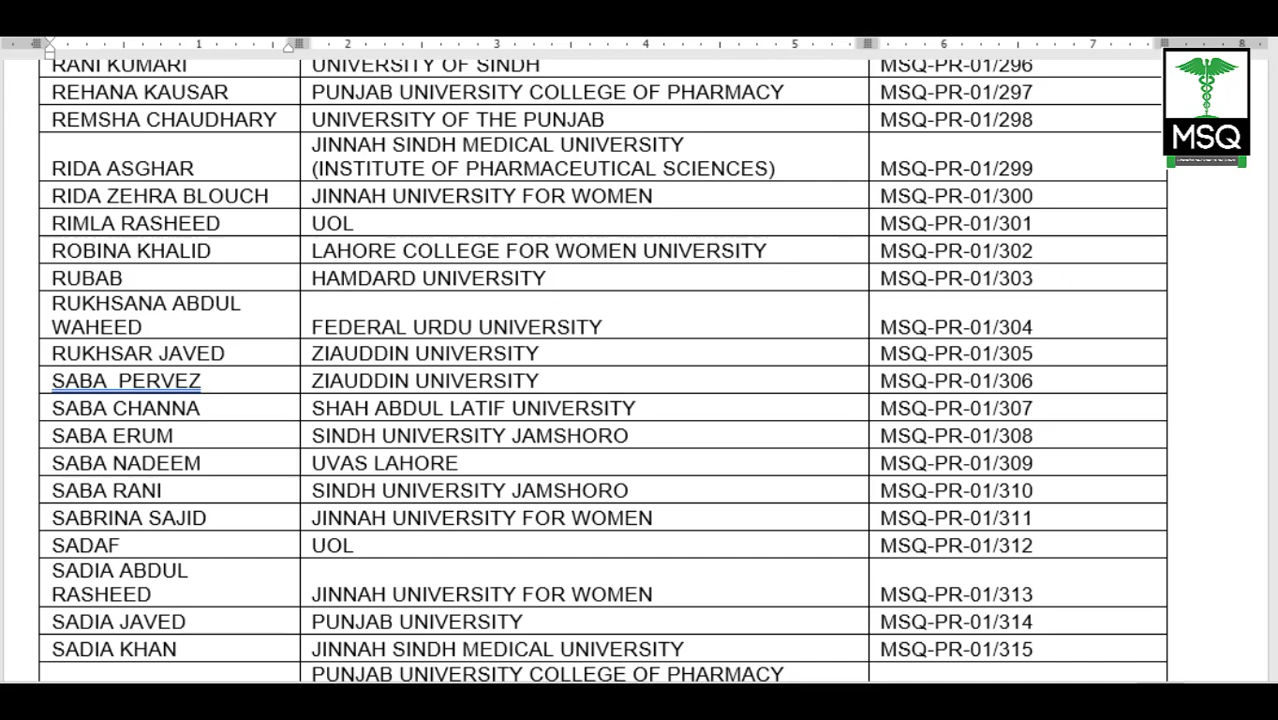 1 2 3 4 5 6 7 8
RANI KUMARI UNIVERSITY OF SINDH MSQ-PR-01/296
REHANA KAUSAR PUNJAB UNIVERSITY COLLEGE OF PHARMACY MSQ-PR-01/297
REMSHA CHAUDHARY UNIVERSITY OF THE PUNJAB MSQ-PR-01/298
MSQ
JINNAH SINDH MEDICAL UNIVERSITY
RIDA ASGHAR (INSTITUTE OF PHARMACEUTICAL SCIENCES) MSQ-PR-01/299
RIDA ZEHRA BLOUCH JINNAH UNIVERSITY FOR WOMEN MSQ-PR-01/300
RIMLA RASHEED UOL MSQ-PR-01/301
ROBINA KHALID LAHORE COLLEGE FOR WOMEN UNIVERSITY MSQ-PR-01/302
RUBAB HAMDARD UNIVERSITY MSQ-PR-01/303
RUKHSANA ABDUL
WAHEED FEDERAL URDU UNIVERSITY MSQ-PR-01/304
RUKHSAR JAVED ZIAUDDIN UNIVERSITY MSQ-PR-01/305
SABA  PERVEZ ZIAUDDIN UNIVERSITY MSQ-PR-01/306
SABA CHANNA SHAH ABDUL LATIF UNIVERSITY MSQ-PR-01/307
SABA ERUM SINDH UNIVERSITY JAMSHORO MSQ-PR-01/308
SABA NADEEM UVAS LAHORE MSQ-PR-01/309
SABA RANI SINDH UNIVERSITY JAMSHORO MSQ-PR-01/310
SABRINA SAJID JINNAH UNIVERSITY FOR WOMEN MSQ-PR-01/311
SADAF UOL MSQ-PR-01/312
SADIA ABDUL
RASHEED JINNAH UNIVERSITY FOR WOMEN MSQ-PR-01/313
SADIA JAVED PUNJAB UNIVERSITY MSQ-PR-01/314
SADIA KHAN JINNAH SINDH MEDICAL UNIVERSITY MSQ-PR-01/315
PUNJAB UNIVERSITY COLLEGE OF PHARMACY